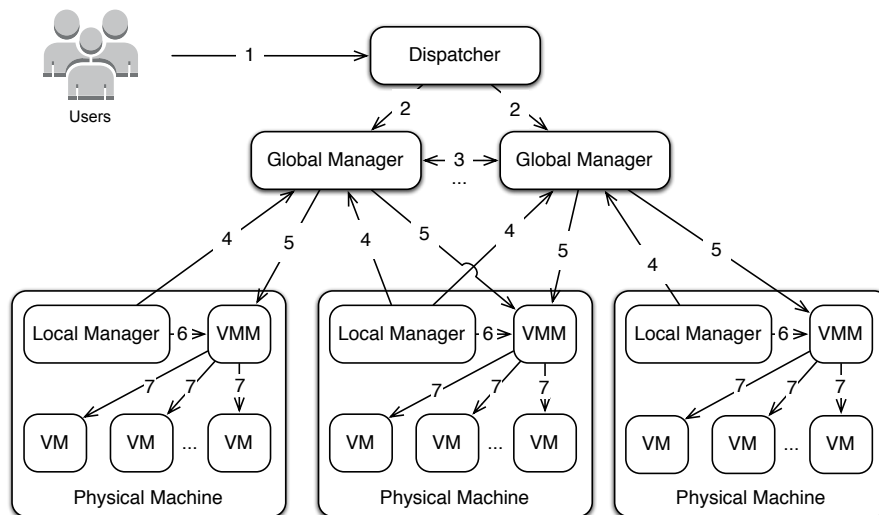 1
Dispatcher
Users
2
2
Global Manager
3
Global Manager
...
4
5
4
5
4
5
4
5
Local Manager
6
VMM
Local Manager
6
VMM
Local Manager
6
VMM
7
7
7
7
7
7
7
7
7
VM
VM
...
VM
VM
VM
...
VM
VM
VM
...
VM
Physical Machine
Physical Machine
Physical Machine